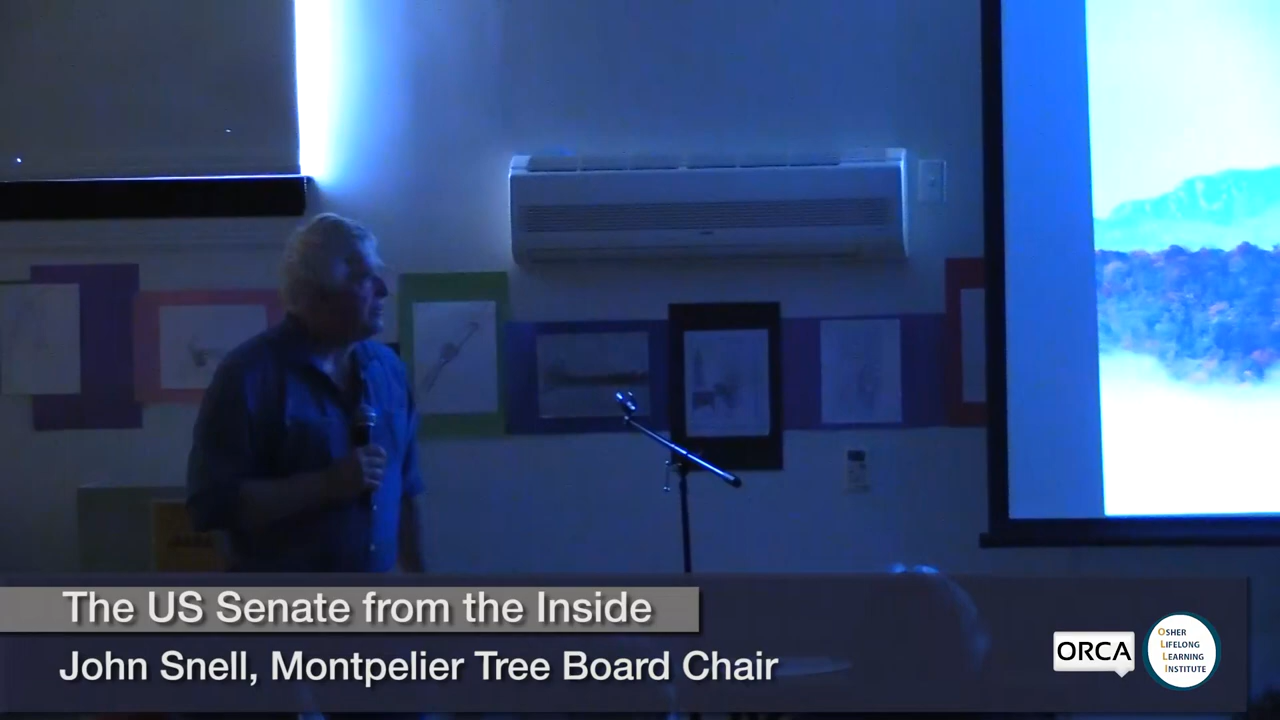 The US Senate from the Inside
John Snell, Montpelier Tree Board Chair
ORCA
OSHER
LIFELONG
LEARNING
INSTITUTE